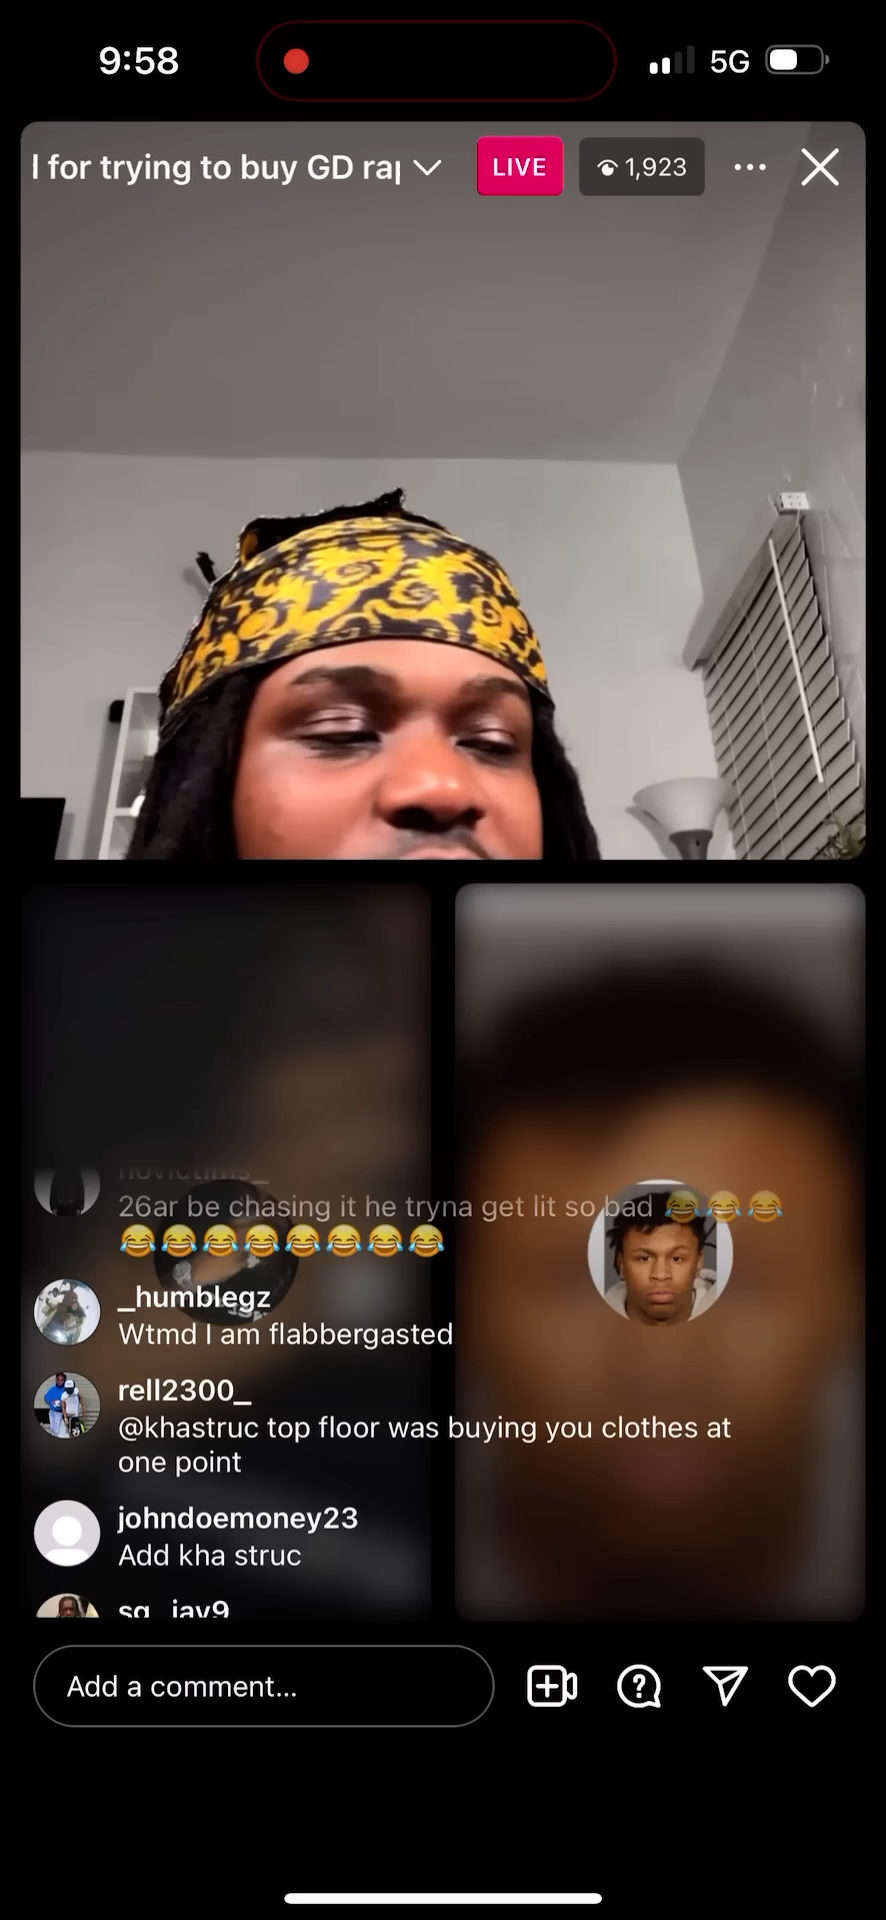 9:58
5G
d for trying to buy GD rap
LIVE
1,923
26ar be chasing it he tryna get lit so bad 😂😂😂
😂😂😂😂😂😂😂😂
_humblegz
Wtmd I am flabbergasted
rell2300_
@khastruc top floor was buying you clothes at
one point
johndoemoney23
Add kha struc
sg_jay9
Add a comment...